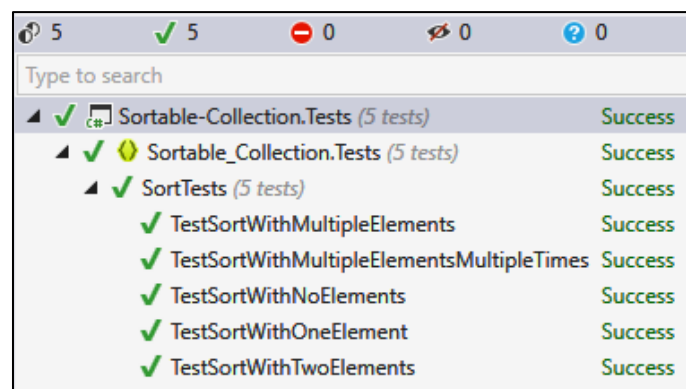 5 5 0 0 0
Type to search
C# Sortable-Collection.Tests (5 tests) Success
Sortable_Collection.Tests (5 tests) Success
SortTests (5 tests) Success
TestSortWithMultipleElements Success
TestSortWithMultipleElementsMultipleTimes Success
TestSortWithNoElements Success
TestSortWithOneElement Success
TestSortWithTwoElements Success